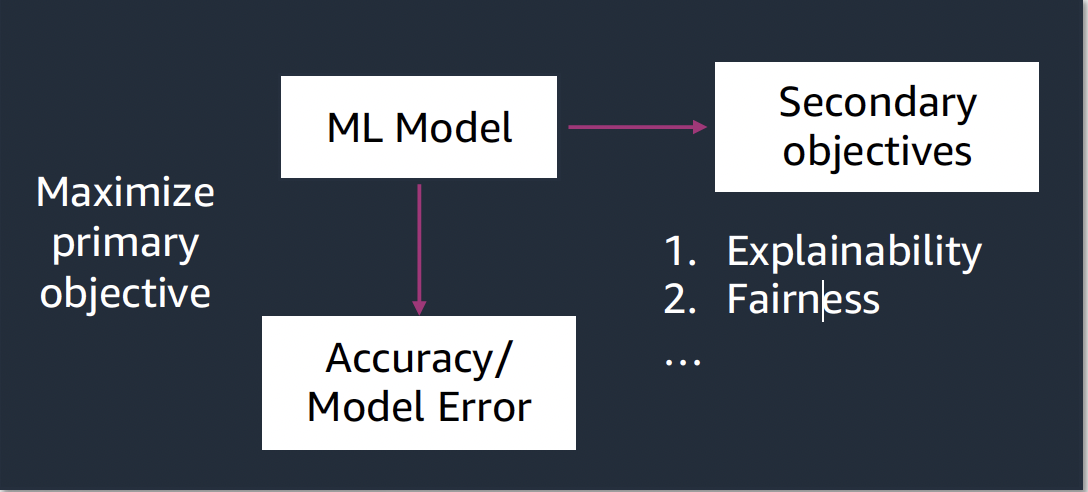 ML Model
Secondary
objectives
Maximize
primary
objective
1. Explainability
2. Fairness
...
Accuracy/
Model Error